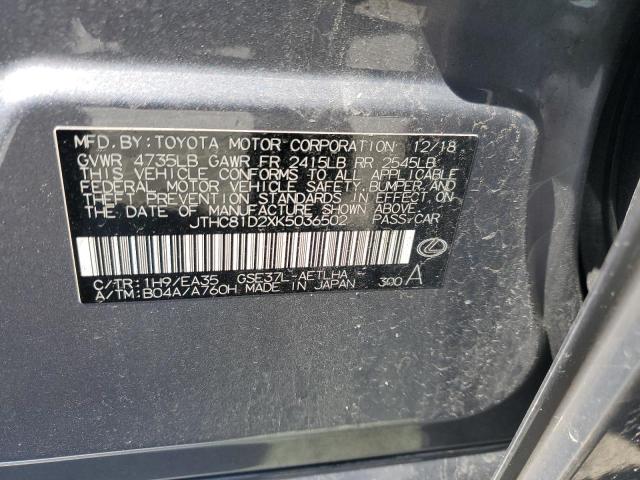 MFD. BY: TOYOTA MOTOR CORPORATION 12/18
GVWR 4735LB GAWR FR 2415LB RR 2545LB
THIS VEHICLE CONFORMS TO ALL APPLICABLE
FEDERAL MOTOR VEHICLE SAFETY, BUMPER, AND
THEFT PREVENTION STANDARDS IN EFFECT ON
THE DATE OF MANUFACTURE SHOWN ABOVE.
JTHC81D2XK5036502 PASS. CAR
C/TR: 1H9/EA35 GSE37L-AETLHA
A/TM: B04A/A760H MADE IN JAPAN 300 A